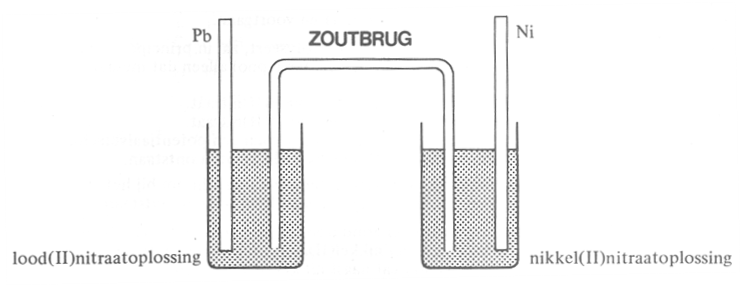 Pb
ZOUTBRUG
Ni
lood(II)nitraatoplossing
nikkel(II)nitraatoplossing